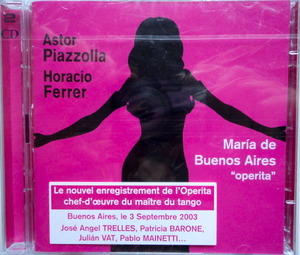 2
CD
Astor
Piazzolla
Horacio
Ferrer
María de
Buenos Aires
"operita"
Le nouvel enregistrement de l'Operita
chef-d'œuvre du maître du tango
Buenos Aires, le 3 Septembre 2003
José Angel TRELLES, Patricia BARONE,
Julián VAT, Pablo MAINETTI...